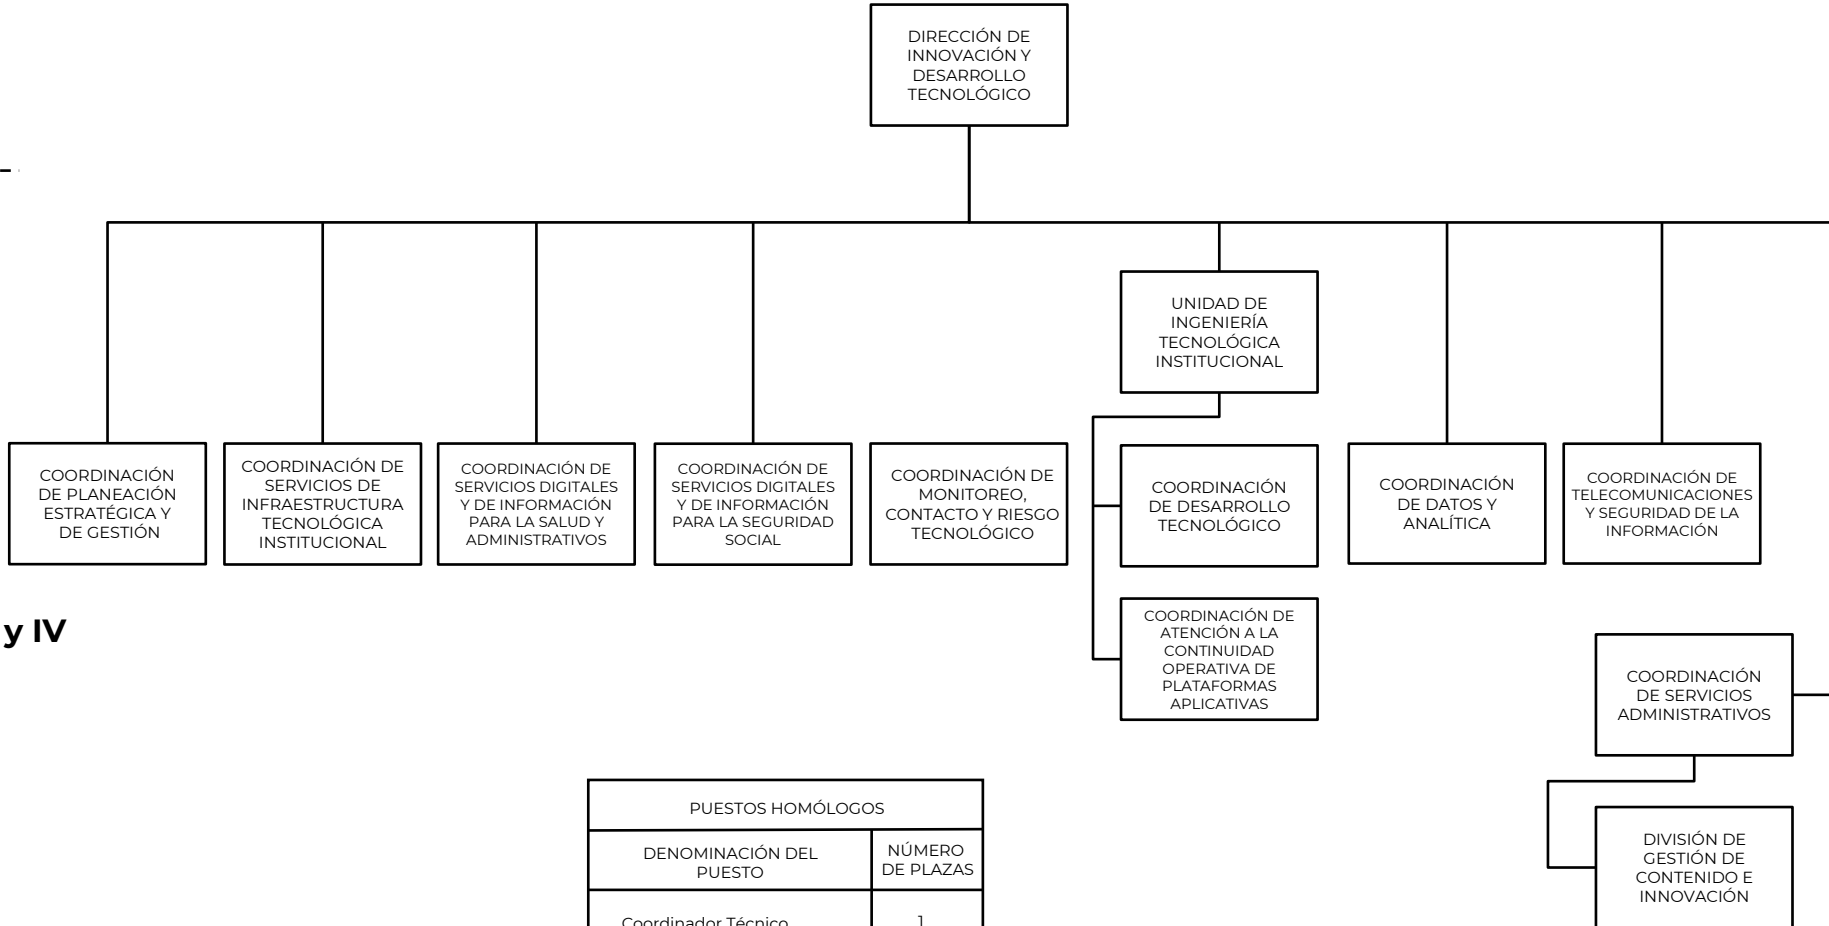 DIRECCIÓN DE
INNOVACIÓN Y
DESARROLLO
TECNOLÓGICO
UNIDAD DE
INGENIERÍA
TECNOLÓGICA
INSTITUCIONAL
COORDINACIÓN
DE PLANEACIÓN
ESTRATÉGICA Y
DE GESTIÓN
COORDINACIÓN DE
SERVICIOS DE
INFRAESTRUCTURA
TECNOLÓGICA
INSTITUCIONAL
COORDINACIÓN DE
SERVICIOS DIGITALES
Y DE INFORMACIÓN
PARA LA SALUD Y
ADMINISTRATIVOS
COORDINACIÓN DE
SERVICIOS DIGITALES
Y DE INFORMACIÓN
PARA LA SEGURIDAD
SOCIAL
COORDINACIÓN DE
MONITOREO,
CONTACTO Y RIESGO
TECNOLÓGICO
COORDINACIÓN
DE DESARROLLO
TECNOLÓGICO
COORDINACIÓN
DE DATOS Y
ANALÍTICA
COORDINACIÓN DE
TELECOMUNICACIONES
Y SEGURIDAD DE LA
INFORMACIÓN
y IV
COORDINACIÓN DE
ATENCIÓN A LA
CONTINUIDAD
OPERATIVA DE
PLATAFORMAS
APLICATIVAS
COORDINACIÓN
DE SERVICIOS
ADMINISTRATIVOS
PUESTOS HOMÓLOGOS
DENOMINACIÓN DEL
PUESTO
NÚMERO
DE PLAZAS
Coordinador Técnico
1
DIVISIÓN DE
GESTIÓN DE
CONTENIDO E
INNOVACIÓN